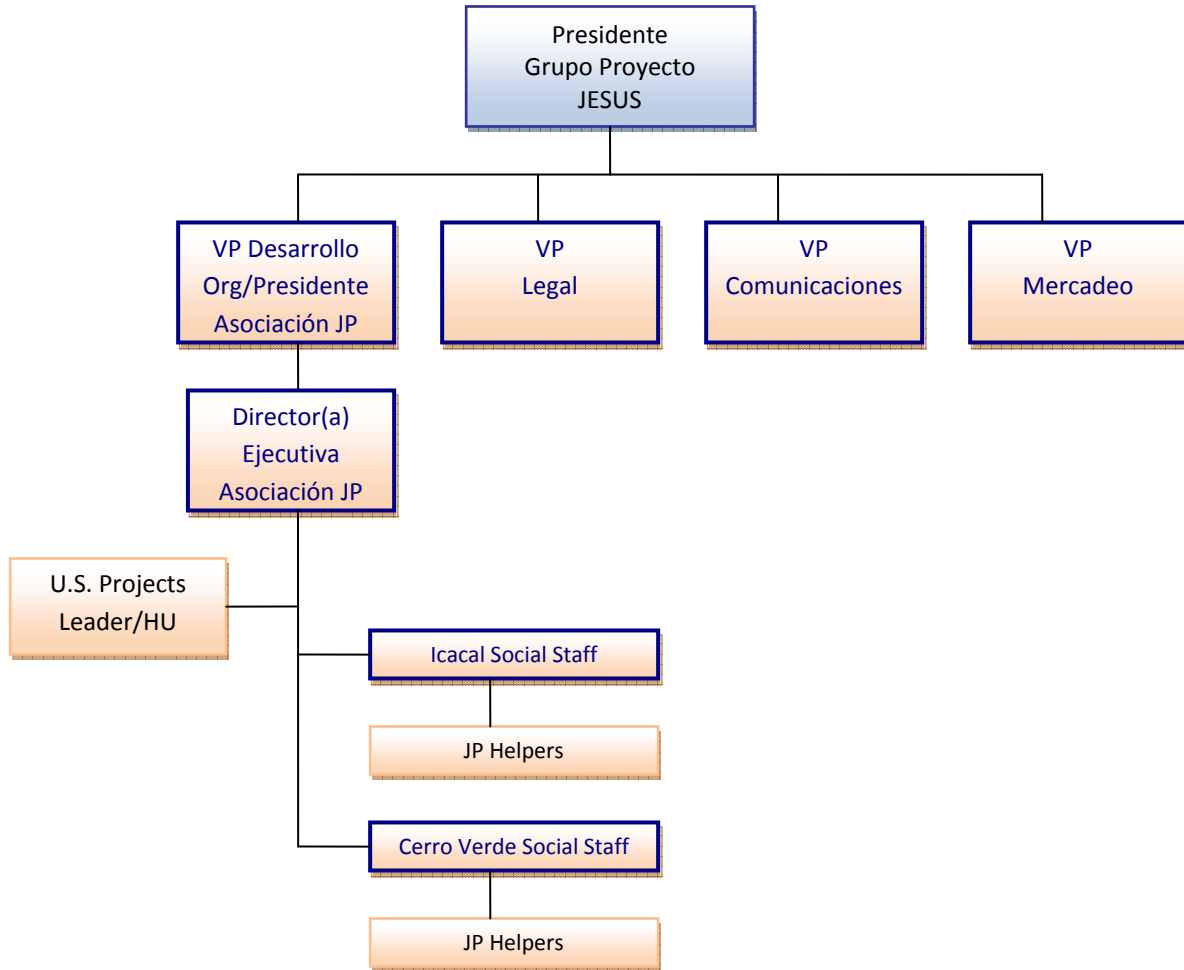 Presidente
Grupo Proyecto
JESUS
VP Desarrollo
Org/Presidente
Asociación JP
VP
Legal
VP
Comunicaciones
VP
Mercadeo
Director(a)
Ejecutiva
Asociación JP
U.S. Projects
Leader/HU
Icacal Social Staff
JP Helpers
Cerro Verde Social Staff
JP Helpers